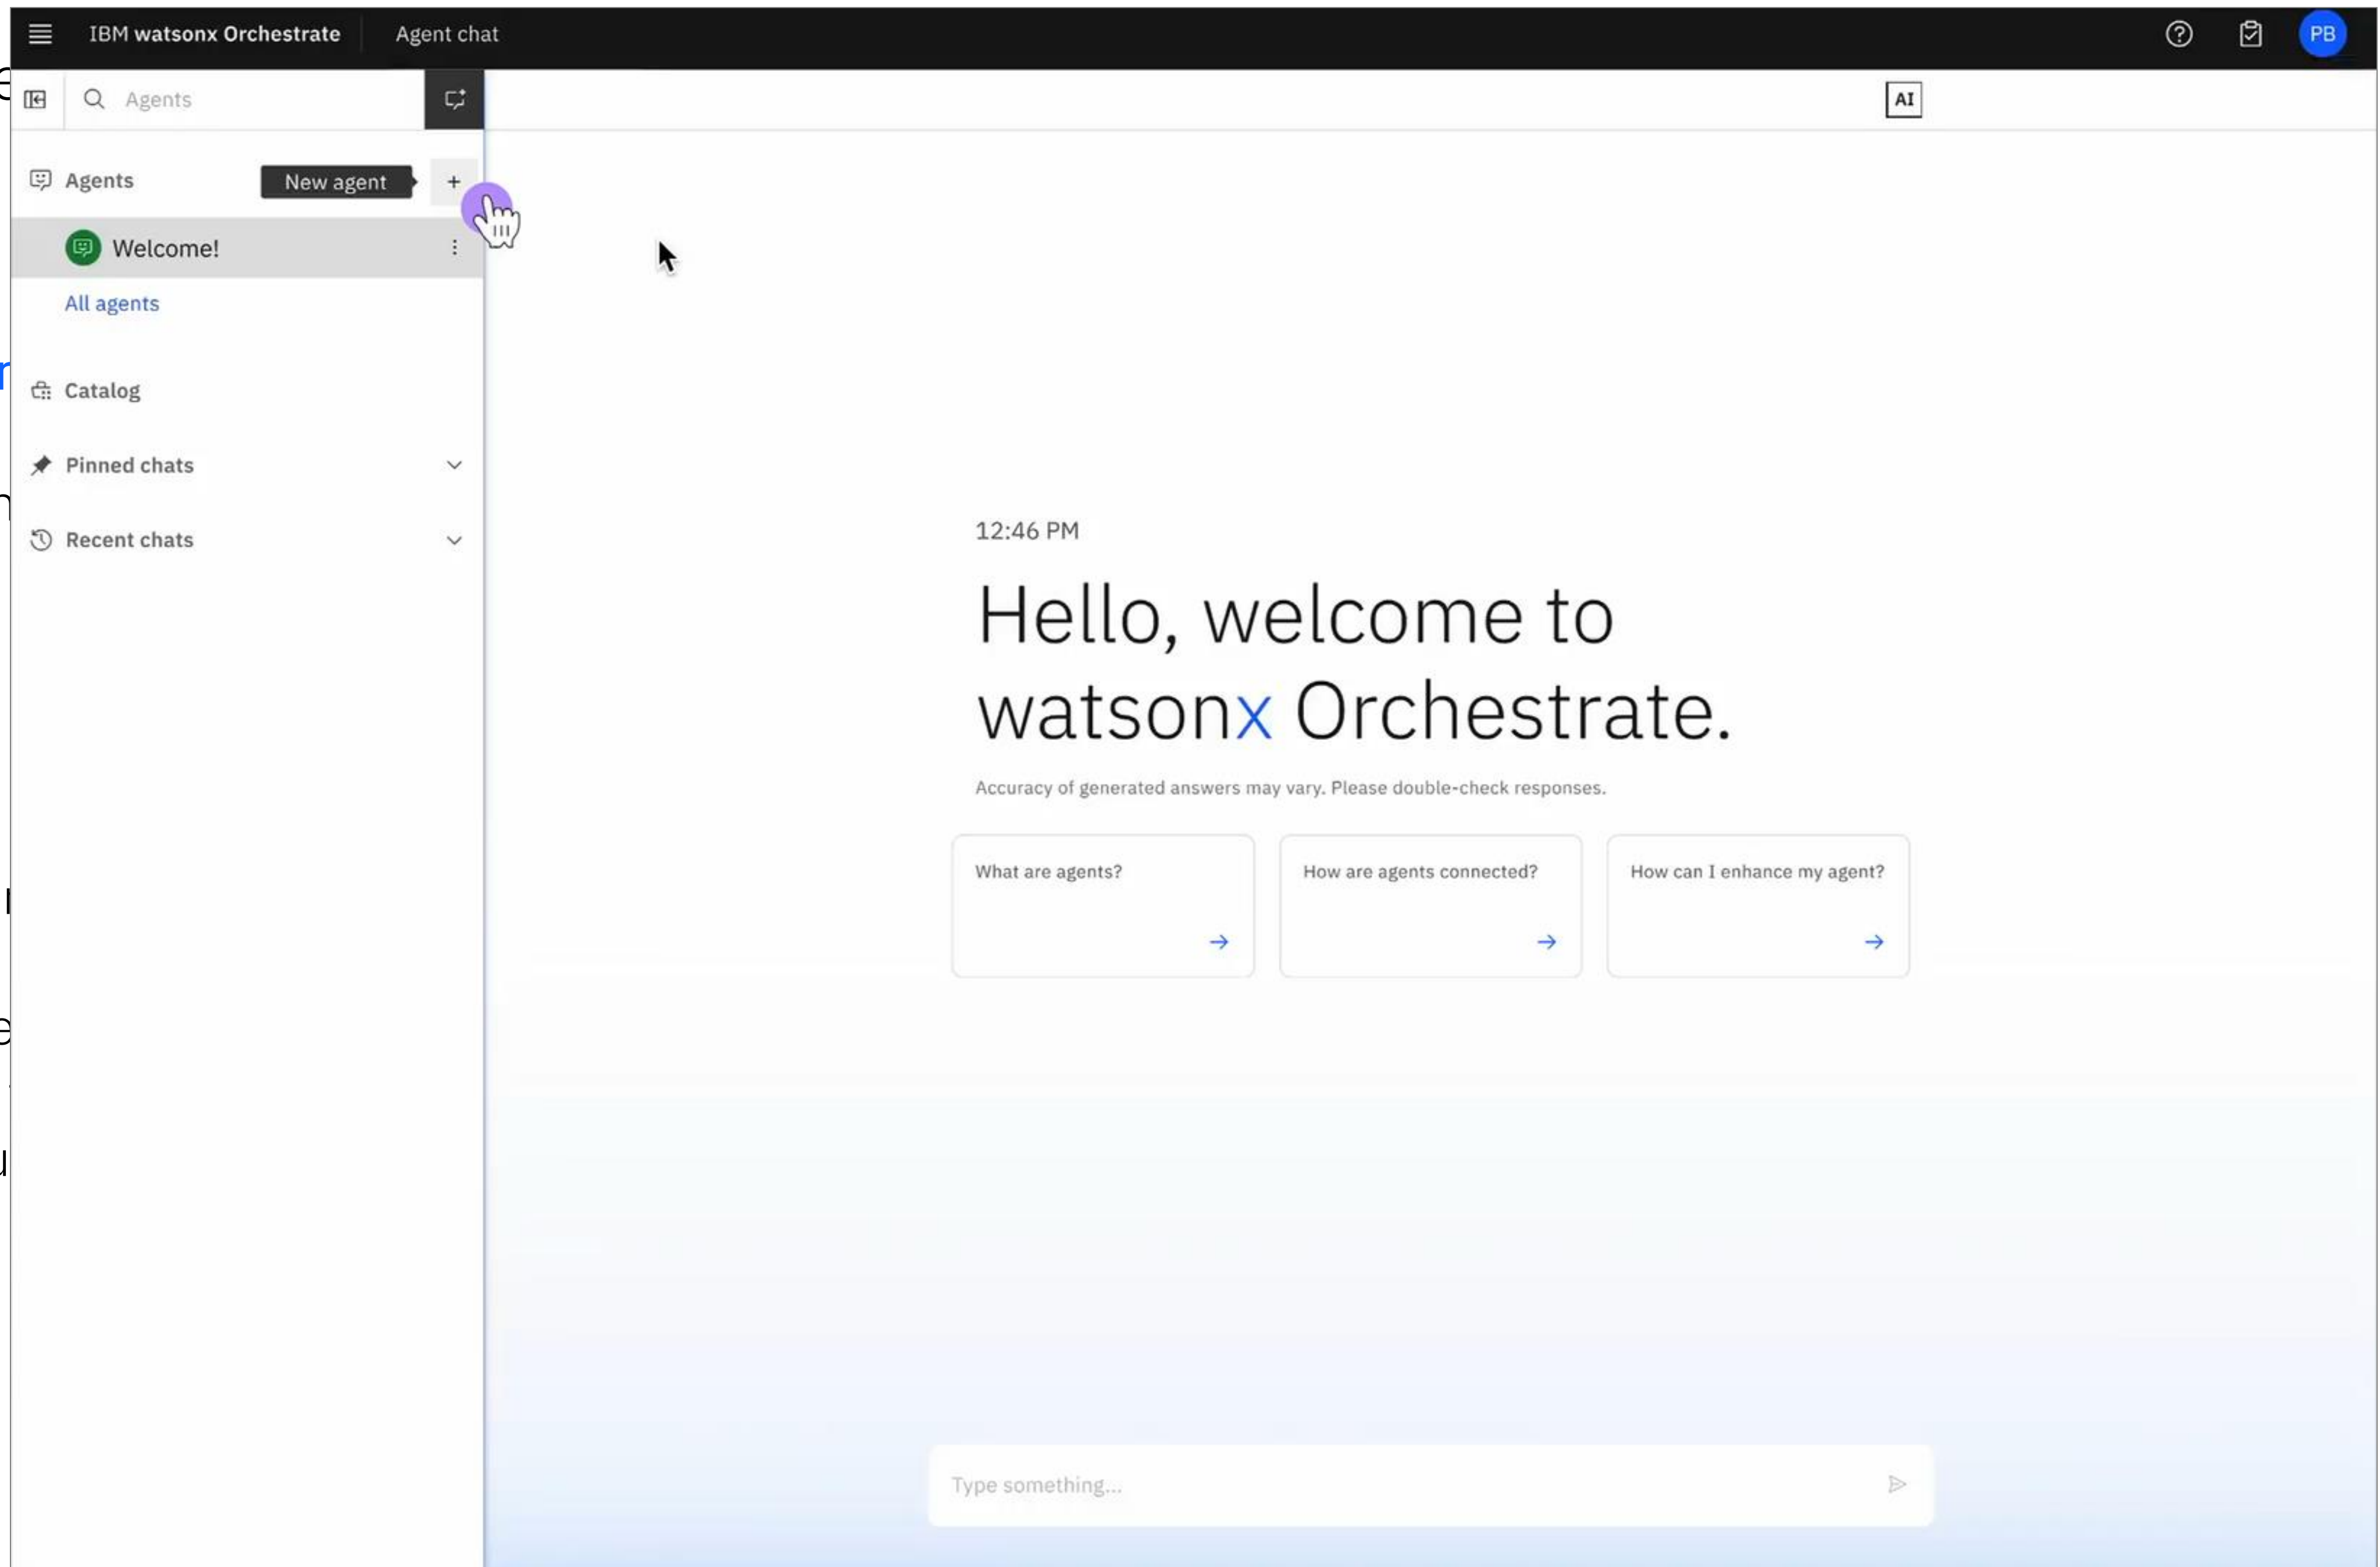 IBM watsonx Orchestrate
Agent chat
PB
Agents
AI
Agents
New agent
+
Welcome!
All agents
Catalog
Pinned chats
Recent chats
12:46 PM
Hello, welcome to
watsonx Orchestrate.
Accuracy of generated answers may vary. Please double-check responses.
What are agents?
How are agents connected?
How can I enhance my agent?
Type something...